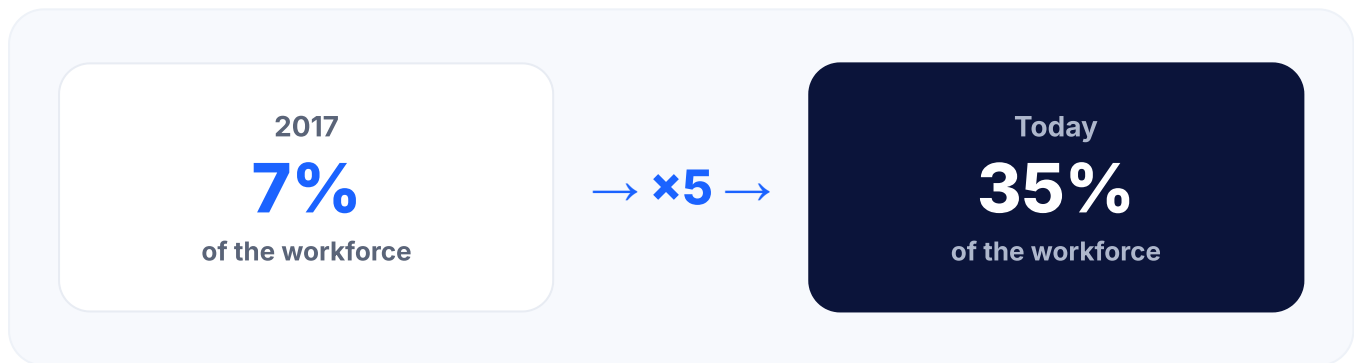 2017
7%
of the workforce
→ ×5 →
Today
35%
of the workforce